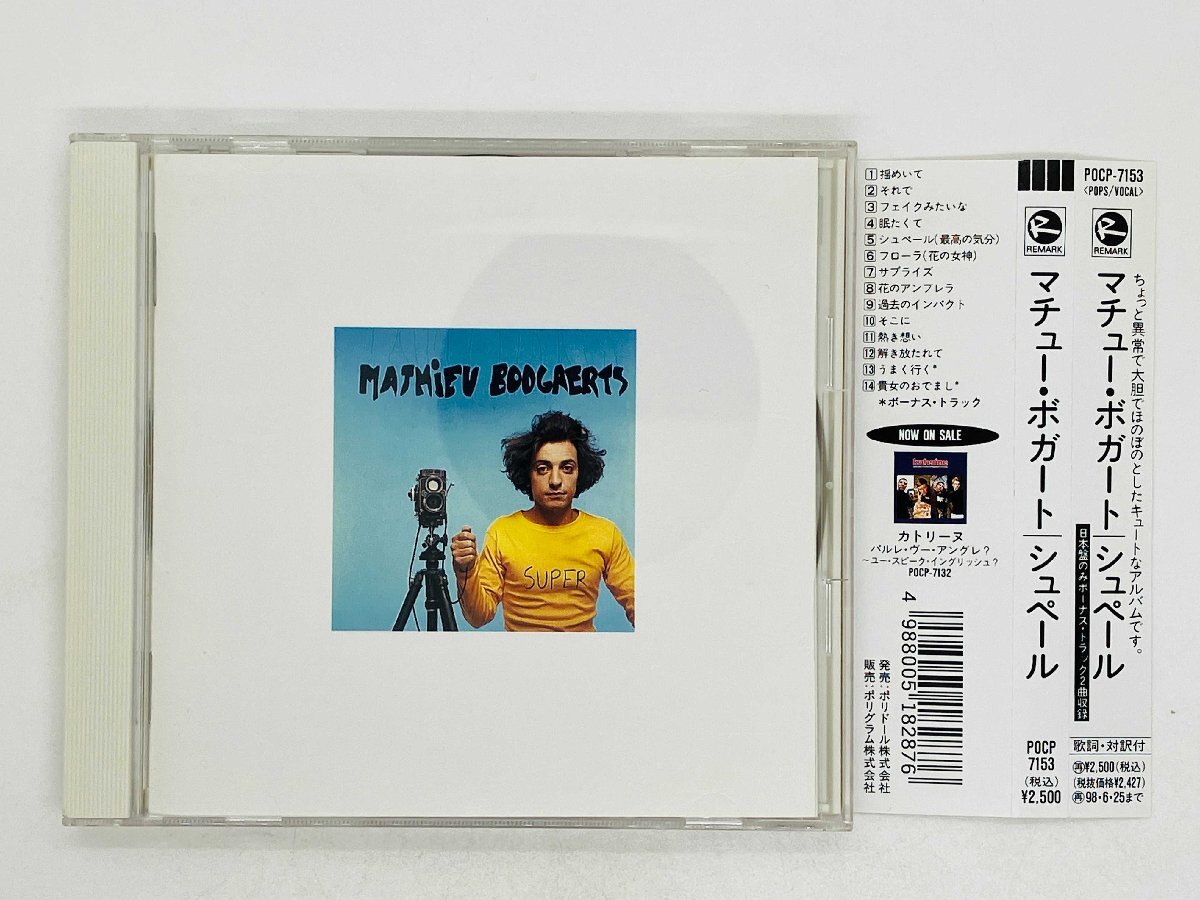 MATHIEU BOOGAERTS
SUPER
1 揺めいて
2 それで
3 フェイクみたいな
4 眠たくて
5 シュペール(最高の気分)
6 フローラ(花の女神)
7 サプライズ
8 花のアンブレラ
9 過去のインパクト
10 そこに
11 熱き想い
12 解き放たれて
13 うまく行く*
14 貴女のおでまし*
*ボーナス・トラック
NOW ON SALE
katerine
カトリーヌ
パルレ・ヴー・アングレ?
~ユー・スピーク・イングリッシュ?
POCP-7132
4 988005 182876
発売:ポリドール株式会社
販売:ポリグラム株式会社
R
REMARK
マチュー・ボガート|シュペール
POCP
7153
(税込)
¥2,500
POCP-7153
<POPS/VOCAL>
R
REMARK
ちょっと異常で大胆でほのぼのとしたキュートなアルバムです。
マチュー・ボガート|シュペール
日本盤のみボーナス・トラック2曲収録
歌詞・対訳付
再¥2,500(税込)
(税抜価格¥2,427)
再98・6・25まで